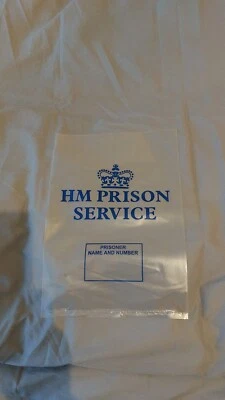 HM PRISON
SERVICE
PRISONER
NAME AND NUMBER